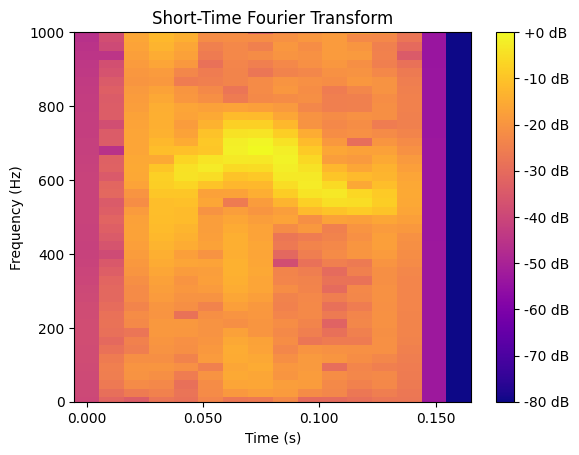 Short-Time Fourier Transform
1000
800
600
400
200
0
Frequency (Hz)
0.000
0.050
0.100
0.150
Time (s)
+0 dB
-10 dB
-20 dB
-30 dB
-40 dB
-50 dB
-60 dB
-70 dB
-80 dB